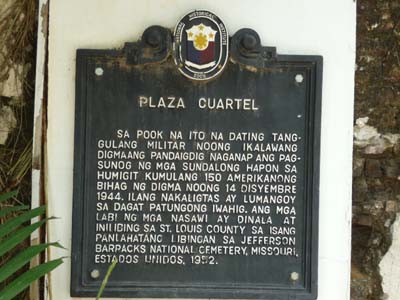 PLAZA CUARTEL
SA POOK NA ITO NA DATING TANG-
GULANG MILITAR NOONG IKALAWANG
DIGMAANG PANDAIGDIG NAGANAP ANG PAG-
SUNOG NG MGA SUNDALONG HAPON SA
HUMIGIT KUMULANG 150 AMERIKANONG
BIHAG NG DIGMA NOONG 14 DISYEMBRE
1944. ILANG NAKALIGTAS AY LUMANGOY
SA DAGAT PATUNGONG IWAHIG. ANG MGA
LABI NG MGA NASAWI AY DINALA AT
INILIBING SA ST. LOUIS COUNTY SA ISANG
PANLAHATANG LIBINGAN SA JEFFERSON
BARRACKS NATIONAL CEMETERY, MISSOURI,
ESTADOS UNIDOS, 1952.